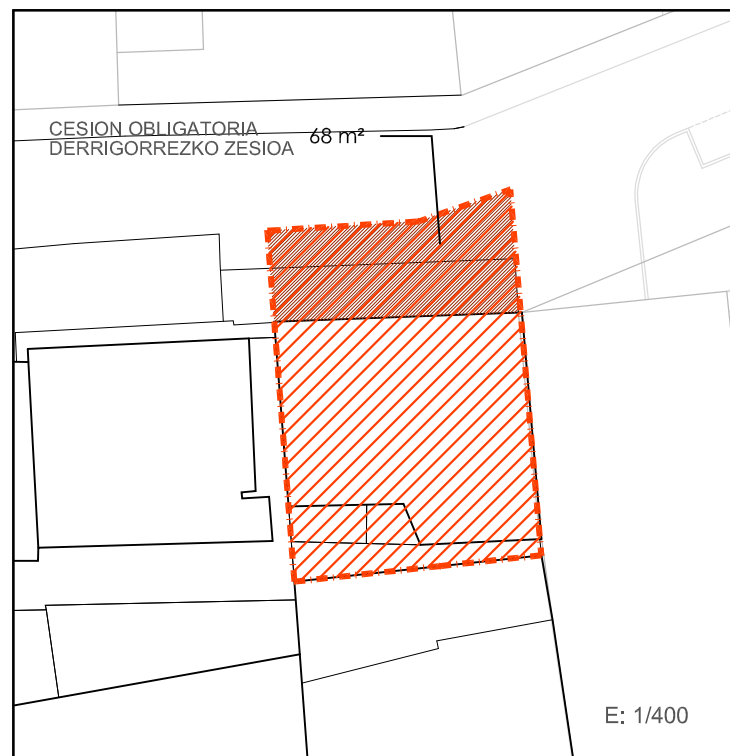 CESION OBLIGATORIA
DERRIGORREZKO ZESIOA
68 m²
E: 1/400